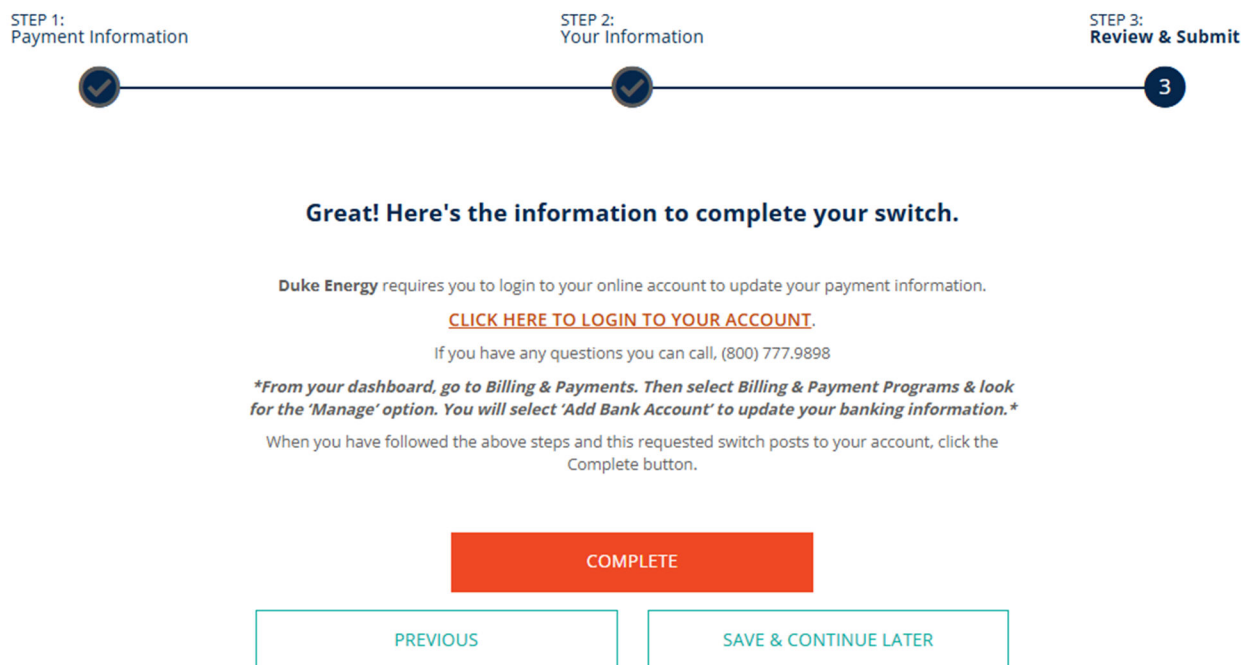 STEP 1:
Payment Information
STEP 2:
Your Information
STEP 3:
Review & Submit
3
Great! Here's the information to complete your switch.
Duke Energy requires you to login to your online account to update your payment information.
CLICK HERE TO LOGIN TO YOUR ACCOUNT.
If you have any questions you can call, (800) 777.9898
*From your dashboard, go to Billing & Payments. Then select Billing & Payment Programs & look
for the ‘Manage’ option. You will select ‘Add Bank Account’ to update your banking information.*
When you have followed the above steps and this requested switch posts to your account, click the
Complete button.
COMPLETE
PREVIOUS
SAVE & CONTINUE LATER